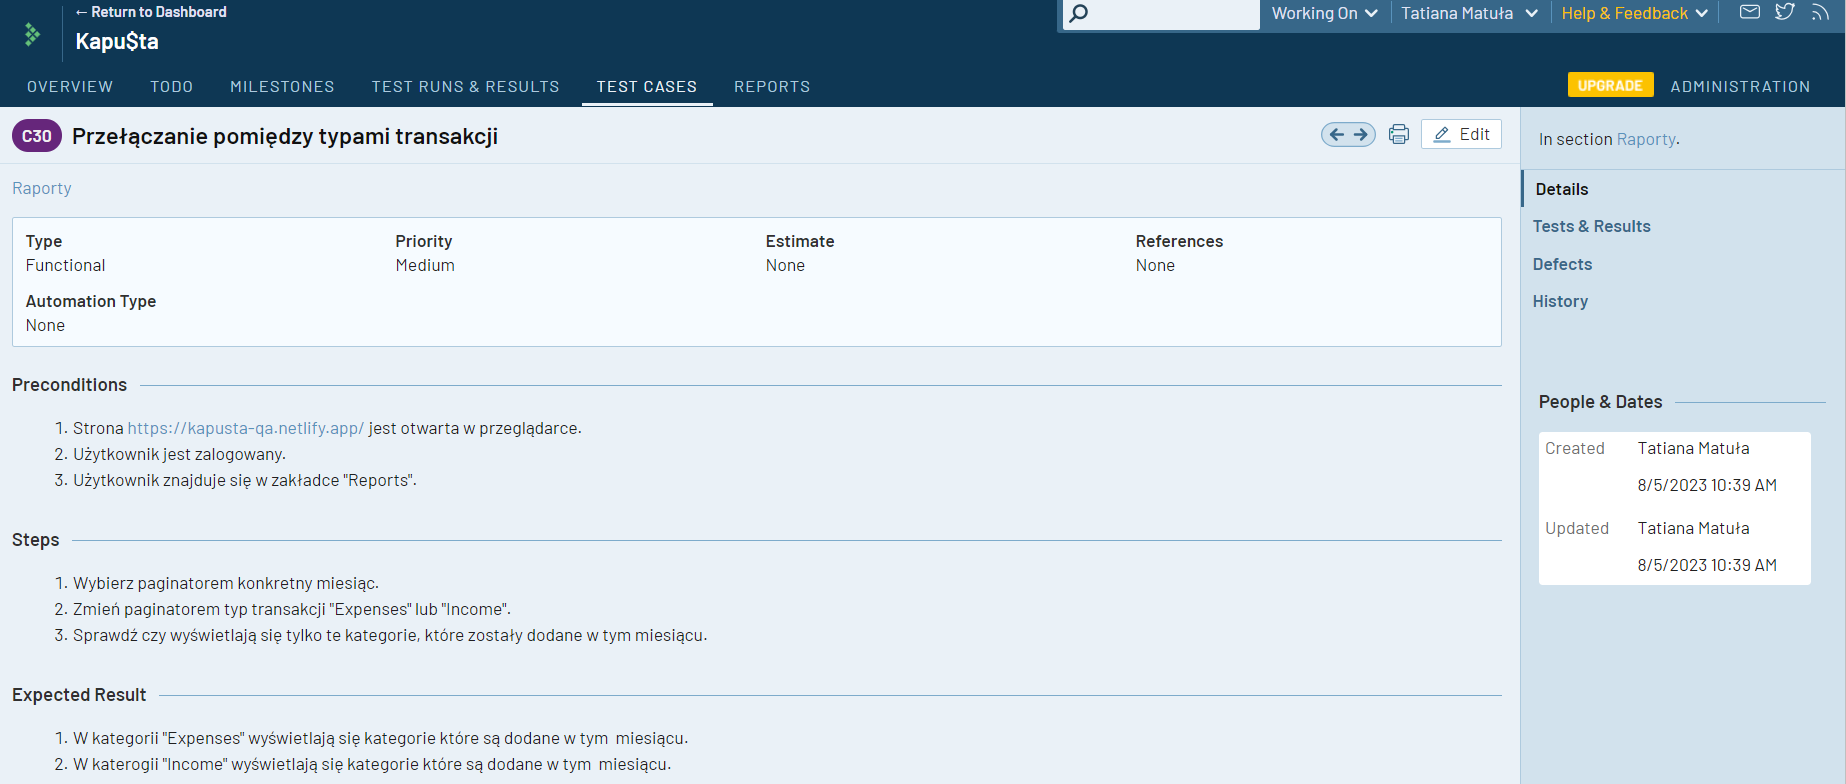 ← Return to Dashboard
Kapu$ta
Working On
Tatiana Matuła
Help & Feedback
OVERVIEW
TODO
MILESTONES
TEST RUNS & RESULTS
TEST CASES
REPORTS
UPGRADE
ADMINISTRATION
C30
Przełączanie pomiędzy typami transakcji
Edit
Raporty
Type
Functional
Priority
Medium
Estimate
None
References
None
Automation Type
None
Preconditions
1. Strona https://kapusta-qa.netlify.app/ jest otwarta w przeglądarce.
2. Użytkownik jest zalogowany.
3. Użytkownik znajduje się w zakładce "Reports".
Steps
1. Wybierz paginatorem konkretny miesiąc.
2. Zmień paginatorem typ transakcji "Expenses" lub "Income".
3. Sprawdź czy wyświetlają się tylko te kategorie, które zostały dodane w tym miesiącu.
Expected Result
1. W kategorii "Expenses" wyświetlają się kategorie które są dodane w tym  miesiącu.
2. W katerogii "Income" wyświetlają się kategorie które są dodane w tym  miesiącu.
In section Raporty.
Details
Tests & Results
Defects
History
People & Dates
Created
Tatiana Matuła
8/5/2023 10:39 AM
Updated
Tatiana Matuła
8/5/2023 10:39 AM